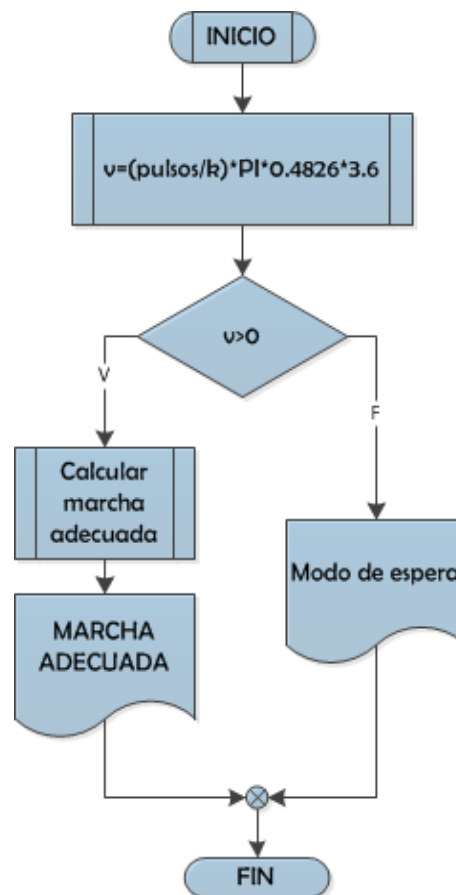 INICIO
v=(pulsos/k)*PI*0.4826*3.6
v>0
V
F
Calcular
marcha
adecuada
Modo de espera
MARCHA
ADECUADA
FIN